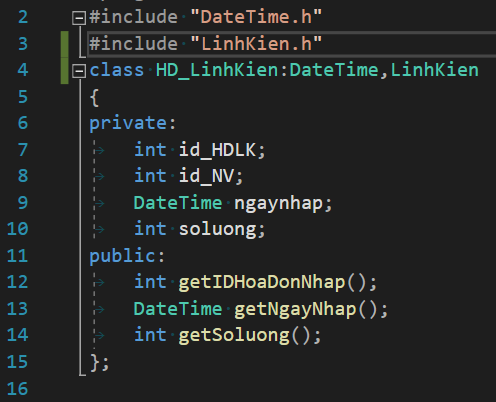 2 #include "DateTime.h"
3 #include "LinhKien.h"
4 class HD_LinhKien:DateTime,LinhKien
5 {
6 private:
7 int id_HDLK;
8 int id_NV;
9 DateTime ngaynhap;
10 int soluong;
11 public:
12 int getIDHoaDonNhap();
13 DateTime getNgayNhap();
14 int getSoluong();
15 };
16